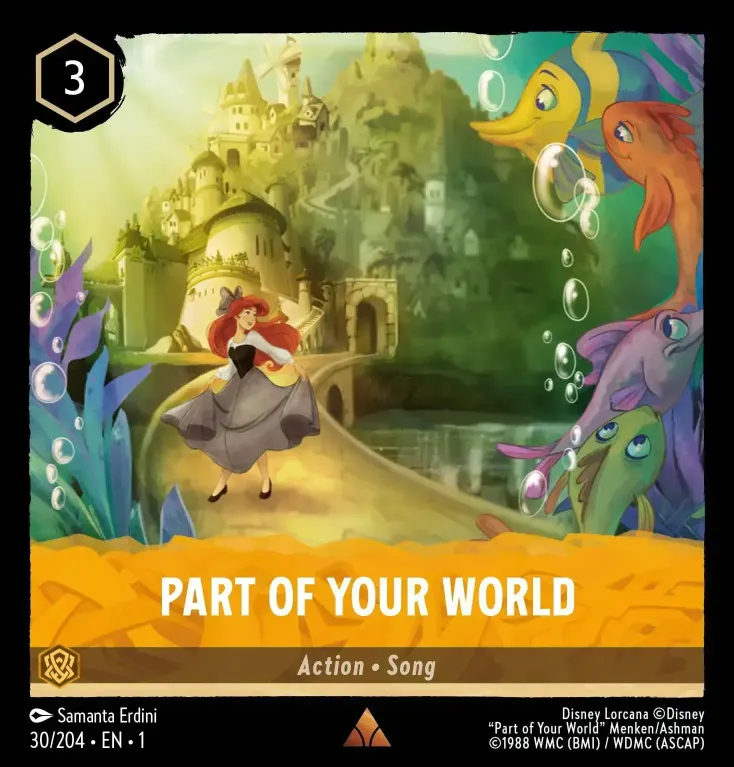 3
PART OF YOUR WORLD
Action • Song
Samanta Erdini
30/204 • EN • 1
Disney Lorcana ©Disney
“Part of Your World” Menken/Ashman
©1988 WMC (BMI) / WDMC (ASCAP)